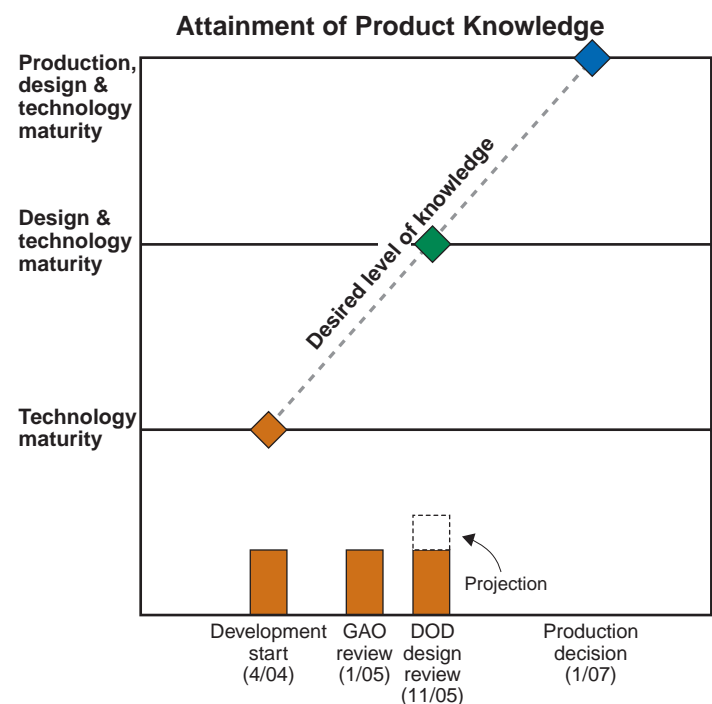 Attainment of Product Knowledge
Production,
design &
technology
maturity
Design &
technology
maturity
Desired level of knowledge
Technology
maturity
Projection
Development
start
(4/04)
GAO
review
(1/05)
DOD
design
review
(11/05)
Production
decision
(1/07)